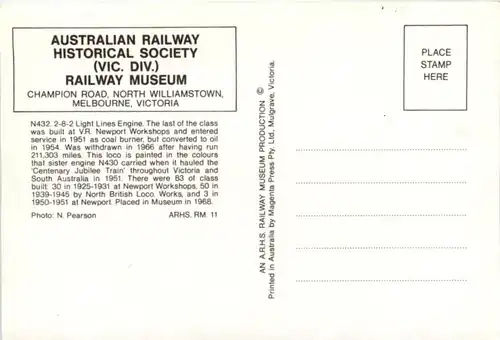 AUSTRALIAN RAILWAY
HISTORICAL SOCIETY
(VIC. DIV.)
RAILWAY MUSEUM
CHAMPION ROAD, NORTH WILLIAMSTOWN,
MELBOURNE, VICTORIA
N432. 2-8-2 Light Lines Engine. The last of the class
was built at V.R. Newport Workshops and entered
service in 1951 as coal burner, but converted to oil
in 1954. Was withdrawn in 1966 after having run
211,303 miles. This loco is painted in the colours
that sister engine N430 carried when it hauled the
'Centenary Jubilee Train' throughout Victoria and
South Australia in 1951. There were 83 of class
built: 30 in 1925-1931 at Newport Workshops, 50 in
1939-1945 by North British Loco. Works, and 3 in
1950-1951 at Newport. Placed in Museum in 1968.
Photo: N. Pearson ARHS. RM. 11
AN A.R.H.S. RAILWAY MUSEUM PRODUCTION ©
Printed in Australia by Magenta Press Pty. Ltd., Mulgrave, Victoria.
PLACE
STAMP
HERE